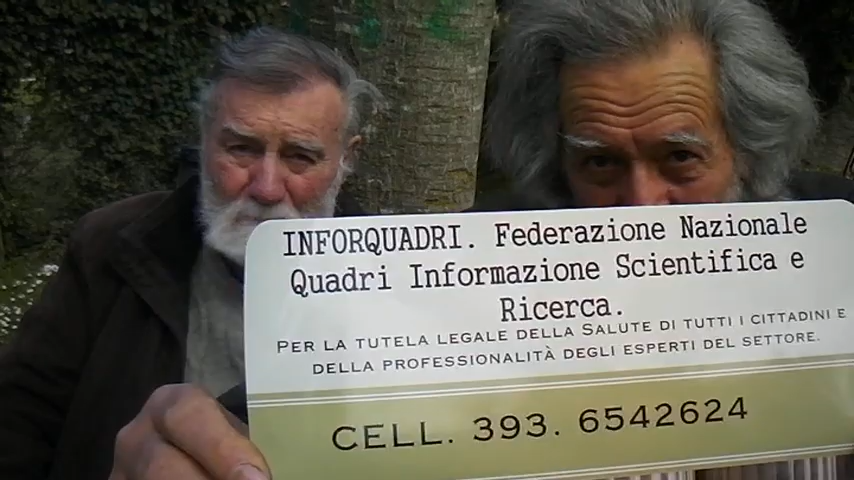 INFORQUADRI. Federazione Nazionale
Quadri Informazione Scientifica e
Ricerca.
PER LA TUTELA LEGALE DELLA SALUTE DI TUTTI I CITTADINI E
DELLA PROFESSIONALITÀ DEGLI ESPERTI DEL SETTORE.
CELL. 393. 6542624